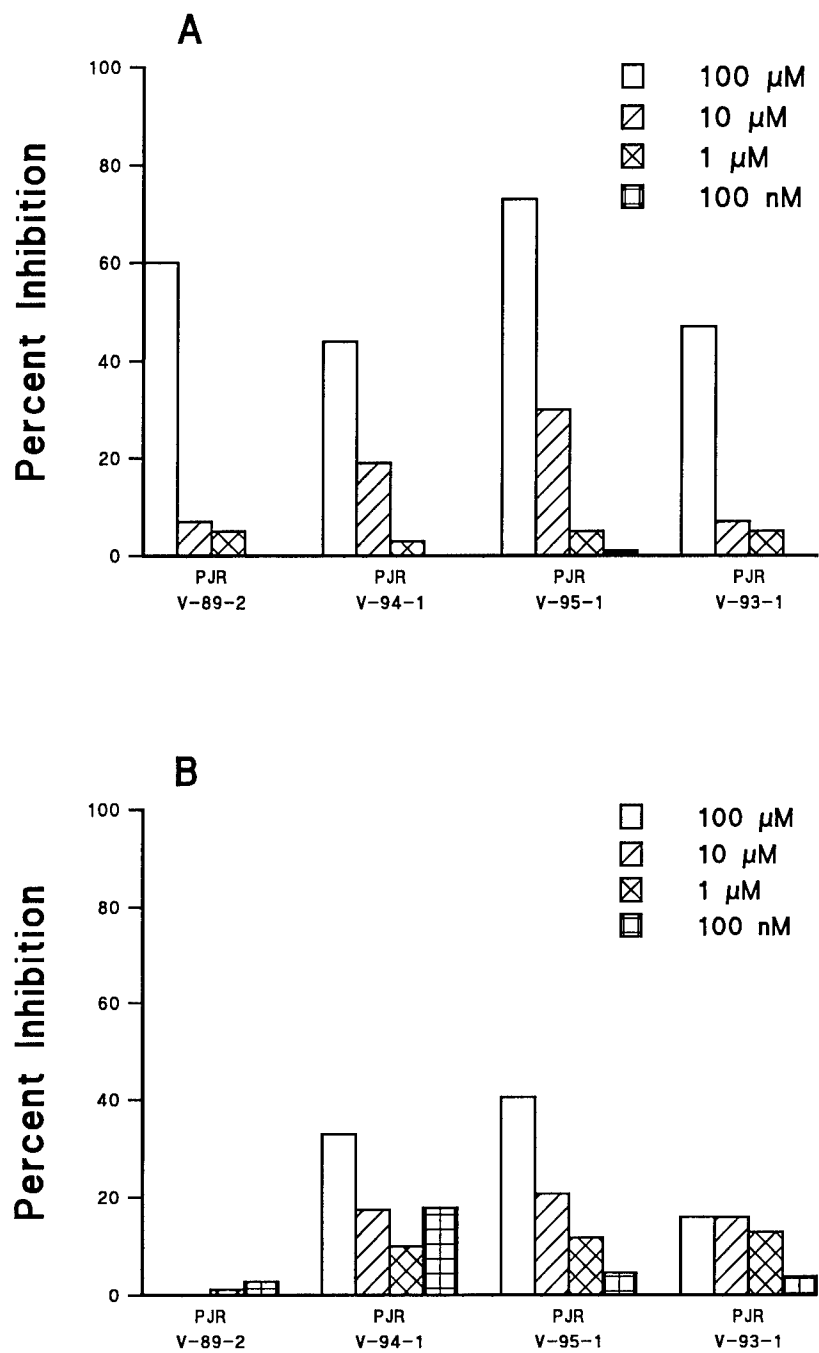 A
100
80
60
40
20
0
Percent Inhibition
100 µM
10 µM
1 µM
100 nM
PJR V-89-2
PJR V-94-1
PJR V-95-1
PJR V-93-1
B
100
80
60
40
20
0
Percent Inhibition
100 µM
10 µM
1 µM
100 nM
PJR V-89-2
PJR V-94-1
PJR V-95-1
PJR V-93-1